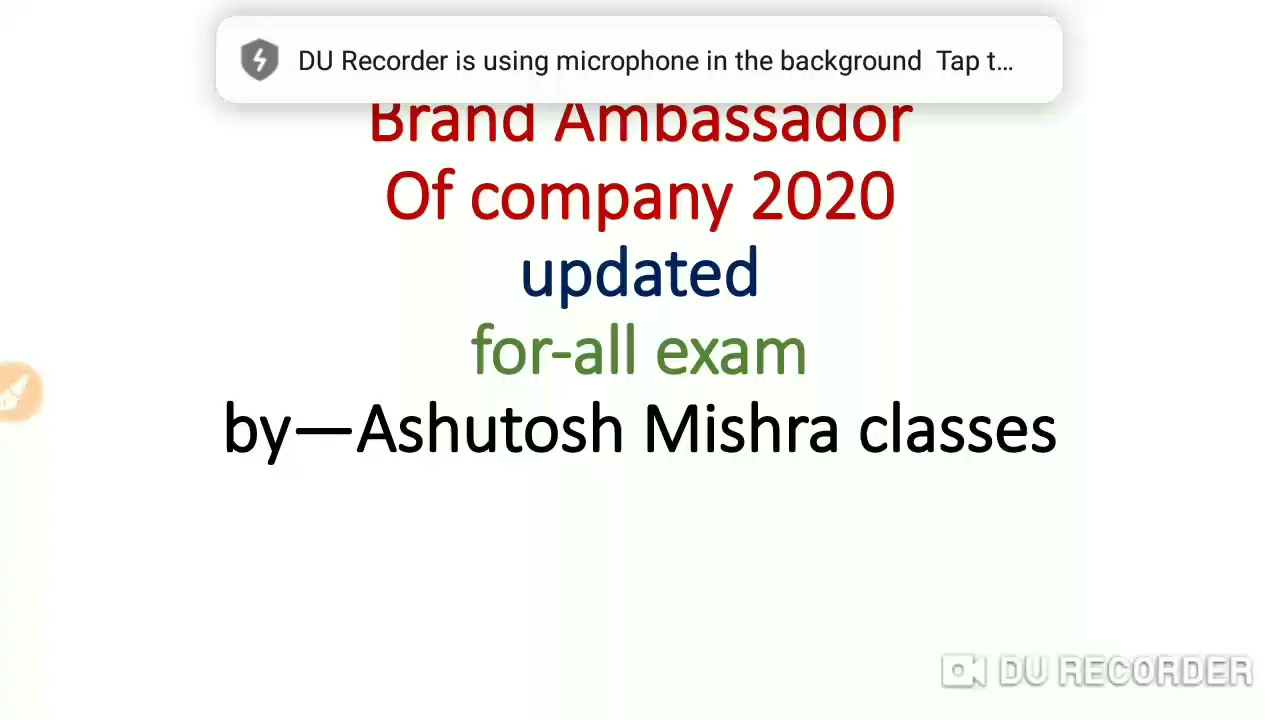 DU Recorder is using microphone in the background Tap t...
Brand Ambassador
Of company 2020
updated
for-all exam
by—Ashutosh Mishra classes
DU RECORDER